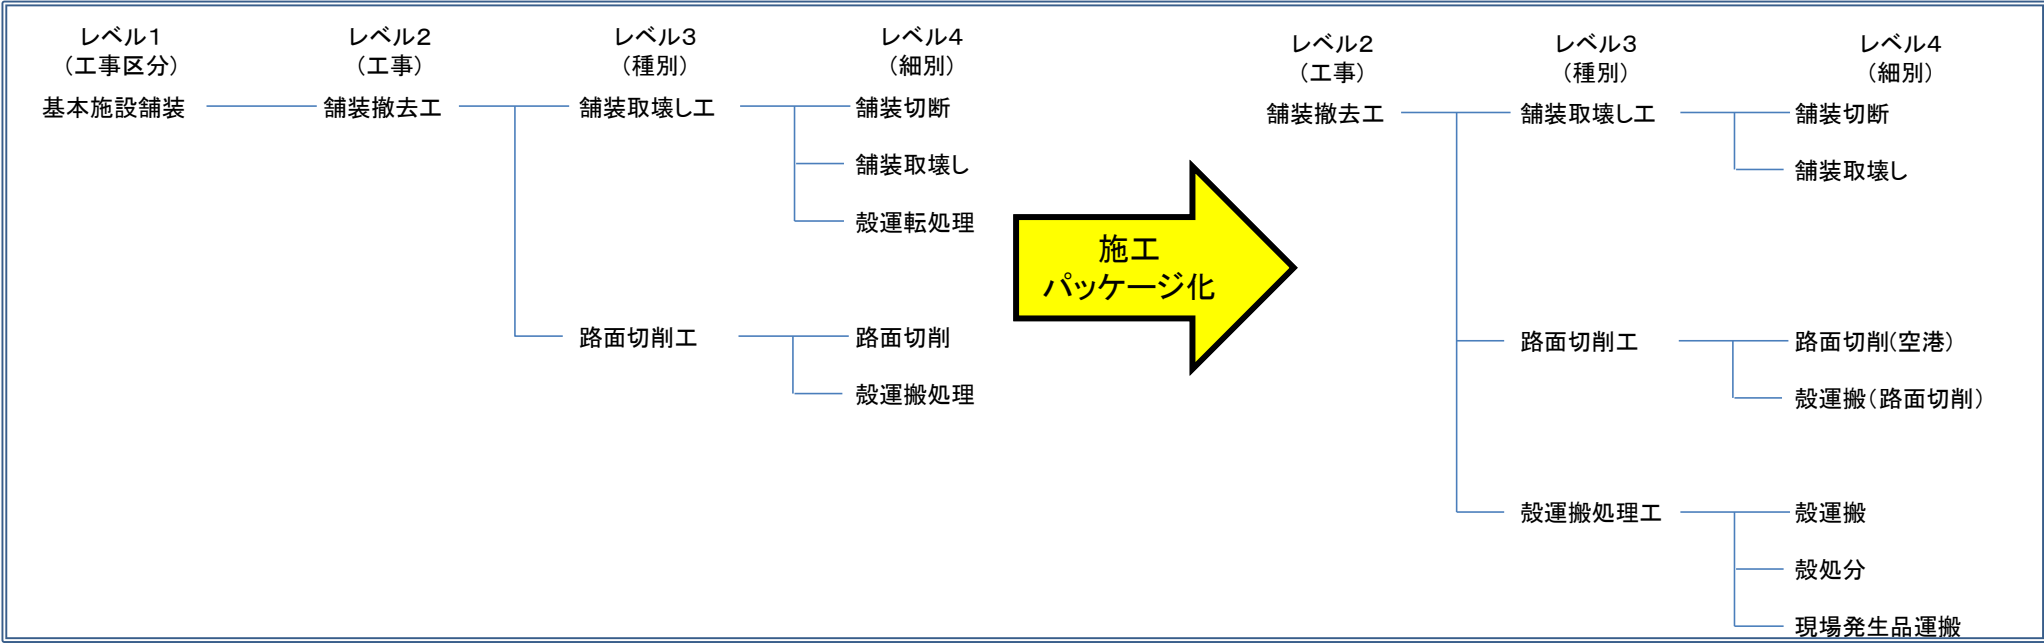 レベル1
（工事区分）
レベル2
（工事）
レベル3
（種別）
レベル4
（細別）
基本施設舗装
舗装撤去工
舗装取壊し工
舗装切断
舗装取壊し
殻運転処理
路面切削工
路面切削
殻運搬処理
施工
パッケージ化
レベル2
（工事）
レベル3
（種別）
レベル4
（細別）
舗装撤去工
舗装取壊し工
舗装切断
舗装取壊し
路面切削工
路面切削(空港)
殻運搬（路面切削）
殻運搬処理工
殻運搬
殻処分
現場発生品運搬